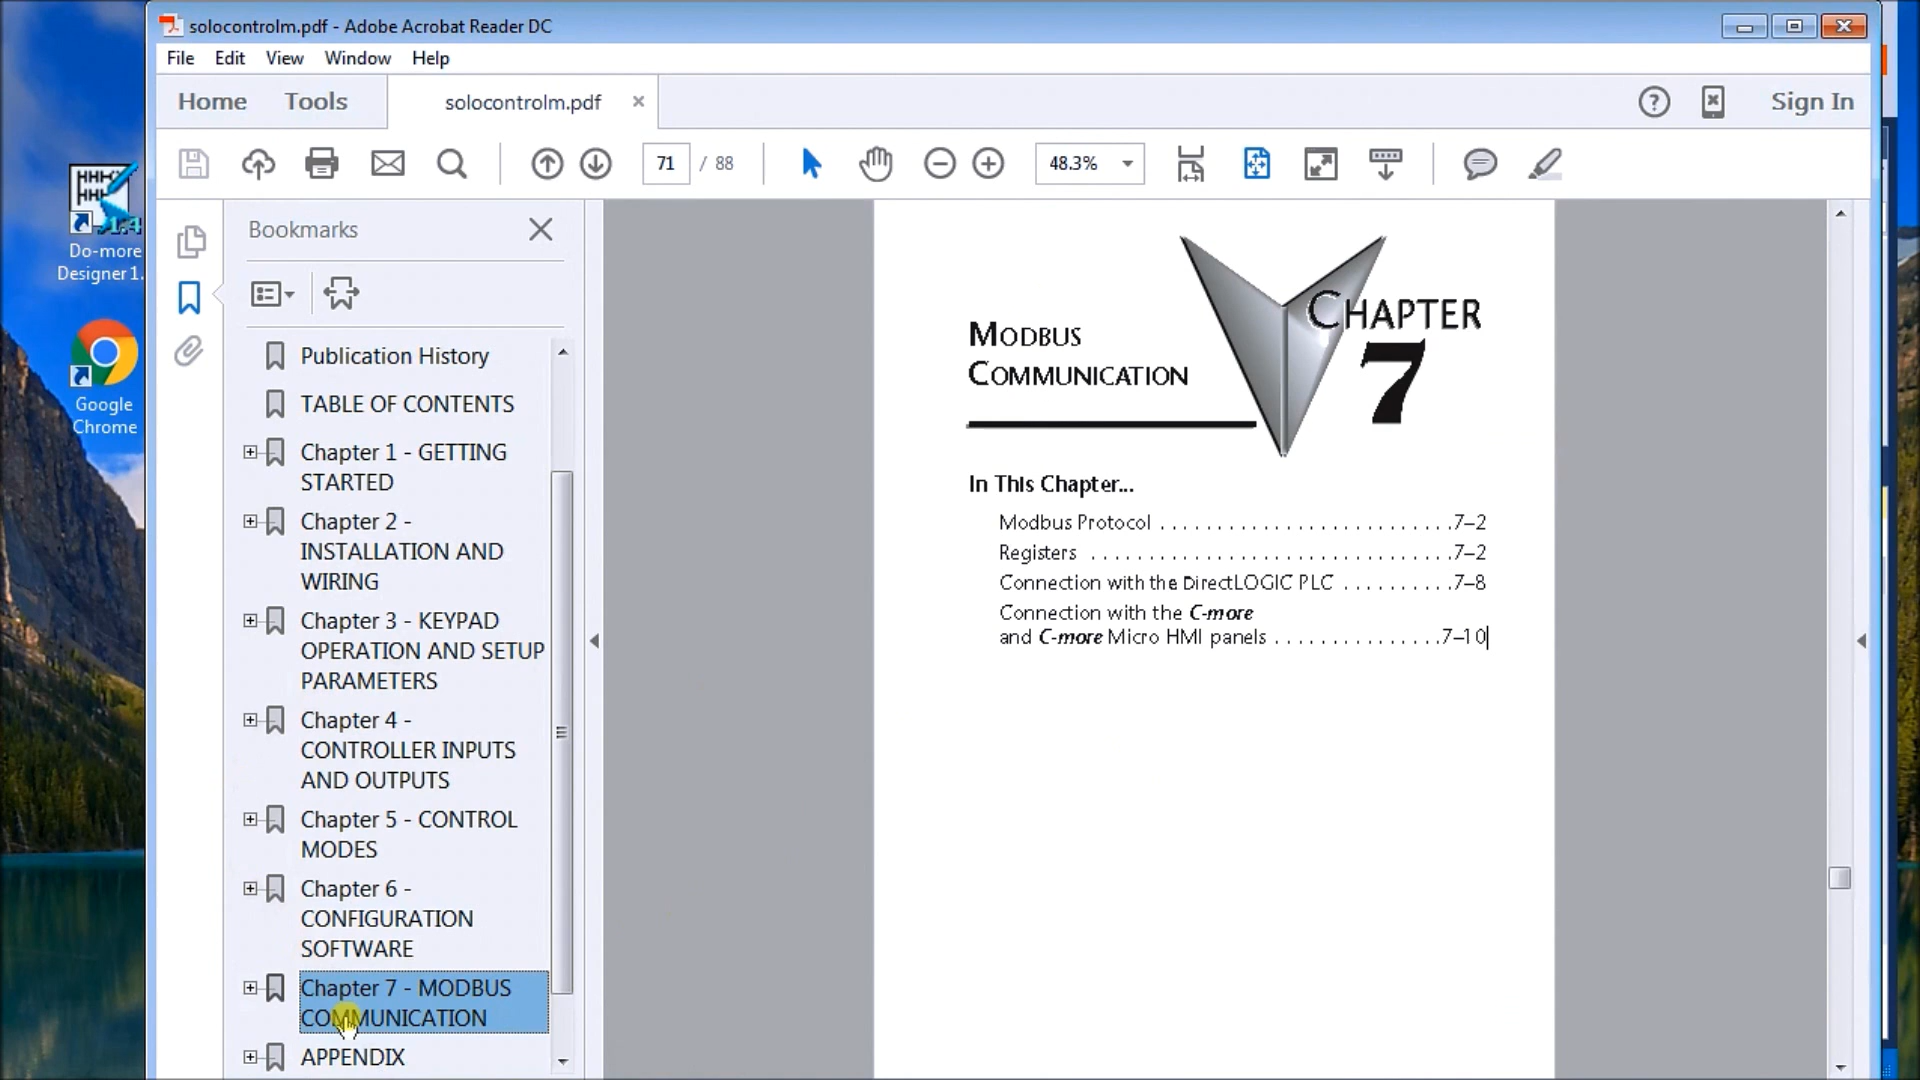 solocontrolm.pdf - Adobe Acrobat Reader DC
File Edit View Window Help
Home Tools solocontrolm.pdf Sign In
71 / 88 48.3%
Do-more
Designer 1.
Google
Chrome
Bookmarks
Publication History
TABLE OF CONTENTS
Chapter 1 - GETTING
STARTED
Chapter 2 -
INSTALLATION AND
WIRING
Chapter 3 - KEYPAD
OPERATION AND SETUP
PARAMETERS
Chapter 4 -
CONTROLLER INPUTS
AND OUTPUTS
Chapter 5 - CONTROL
MODES
Chapter 6 -
CONFIGURATION
SOFTWARE
Chapter 7 - MODBUS
COMMUNICATION
APPENDIX
MODBUS
COMMUNICATION
CHAPTER
7
In This Chapter...
Modbus Protocol . . . . . . . . . . . . . . . . . . . . . . . . . .7–2
Registers . . . . . . . . . . . . . . . . . . . . . . . . . . . . . . . .7–2
Connection with the DirectLOGIC PLC . . . . . . . . . .7–8
Connection with the C-more
and C-more Micro HMI panels . . . . . . . . . . . . . . .7–10